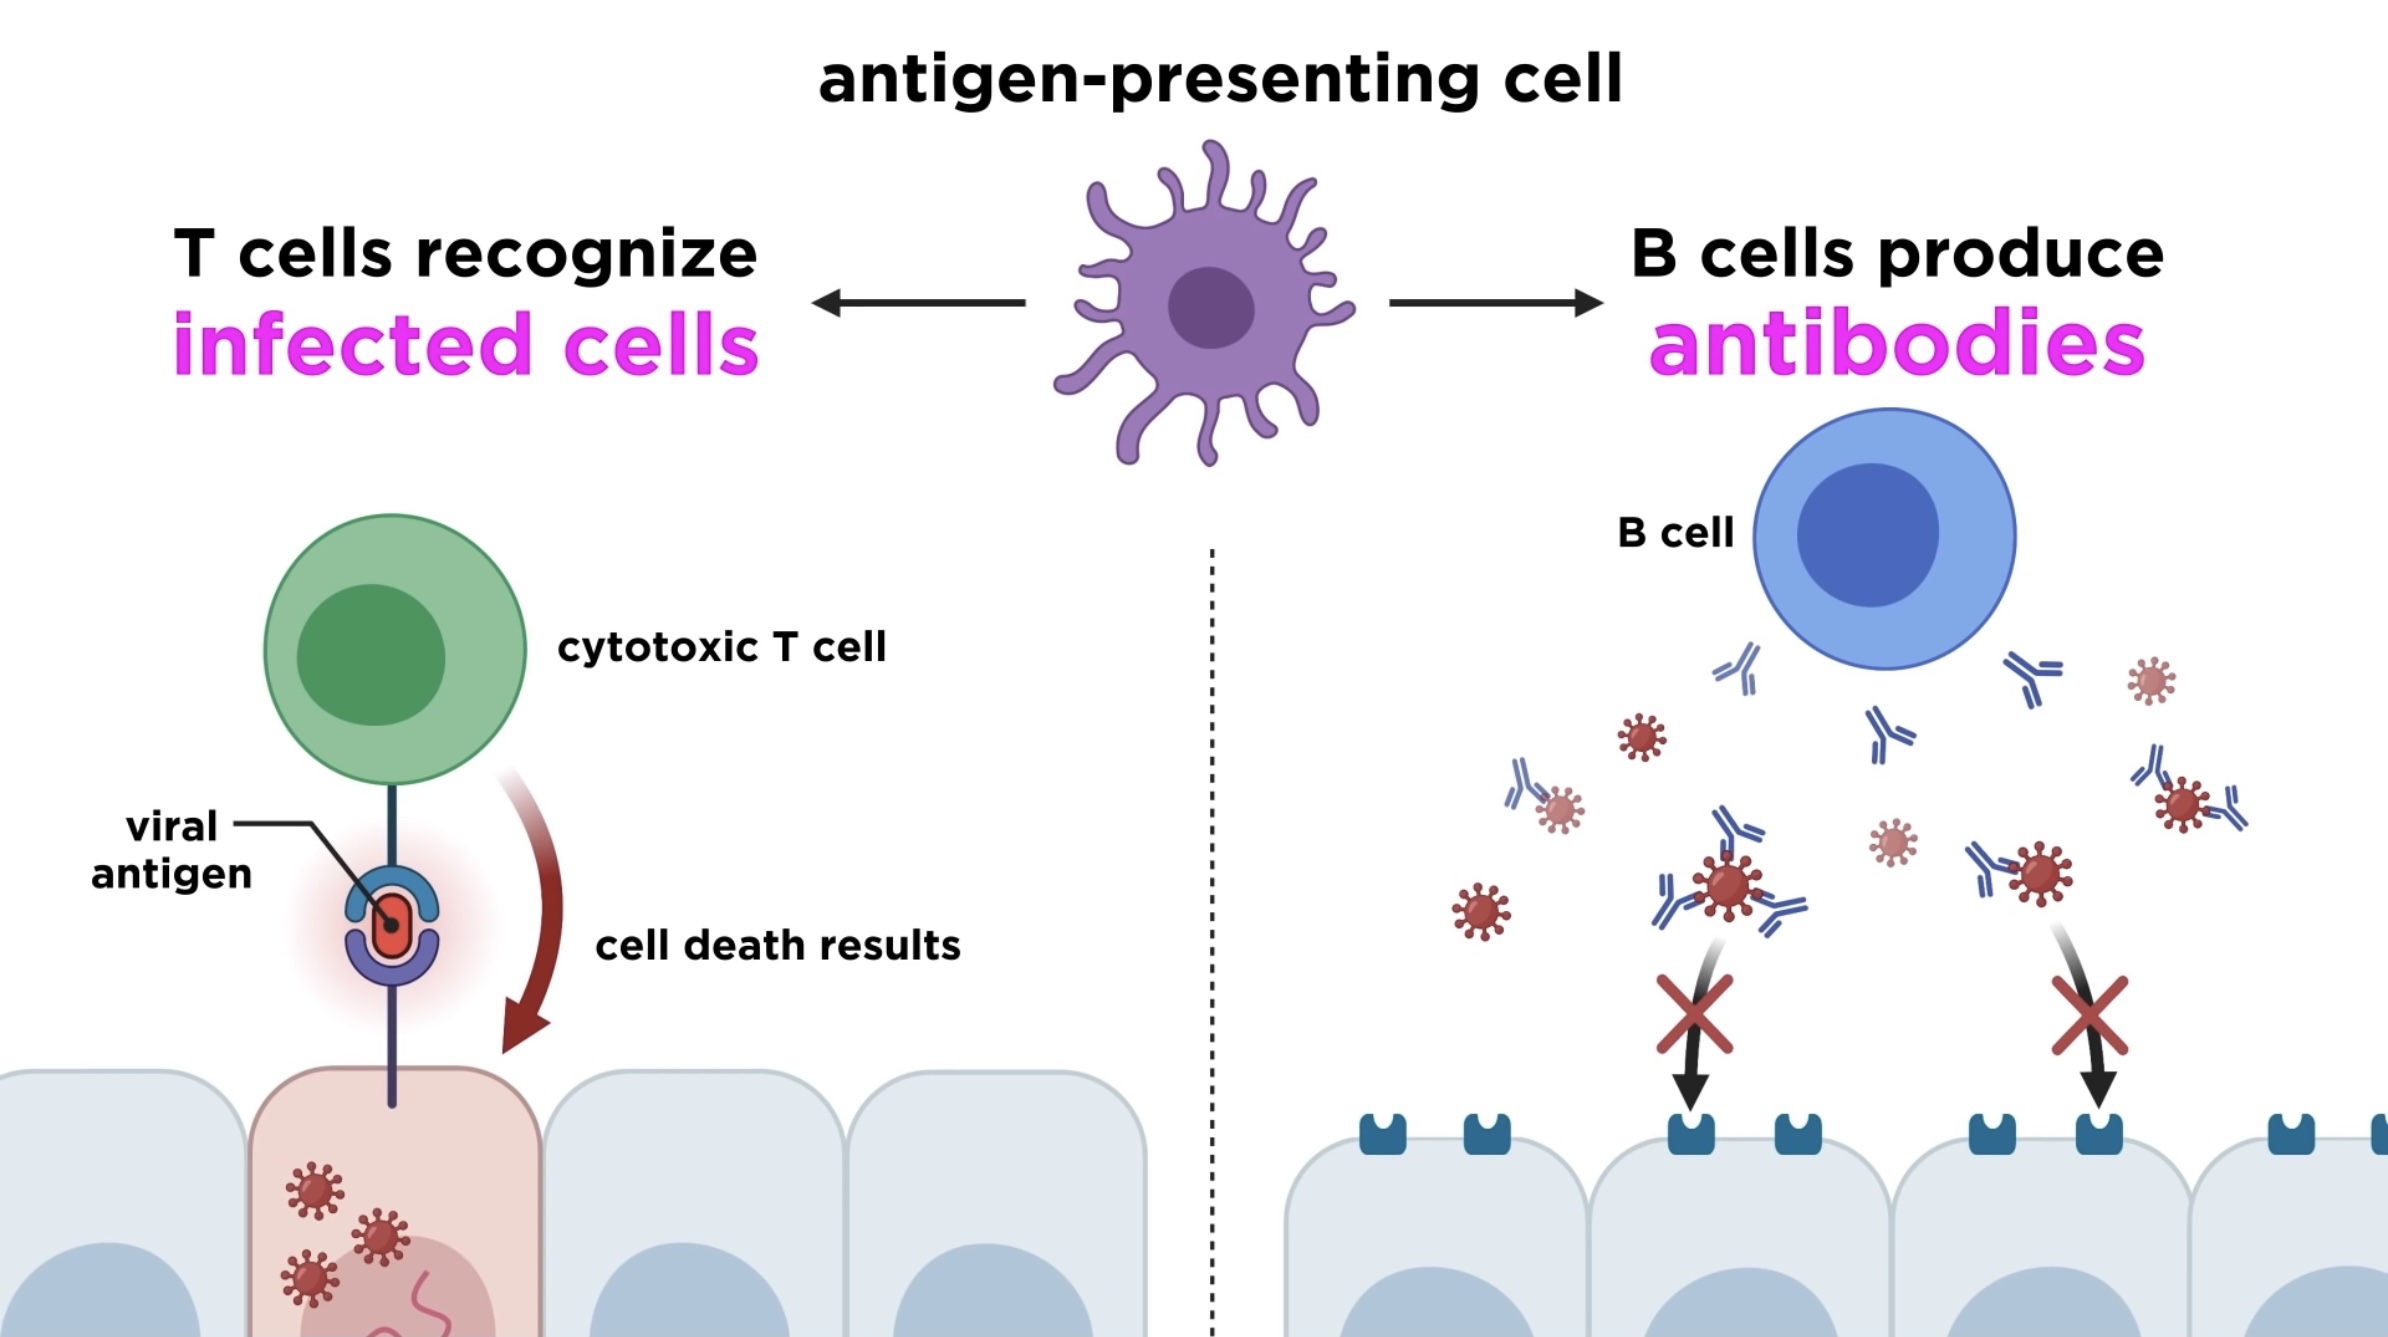 antigen-presenting cell
T cells recognize
infected cells
B cells produce
antibodies
B cell
cytotoxic T cell
viral
antigen
cell death results